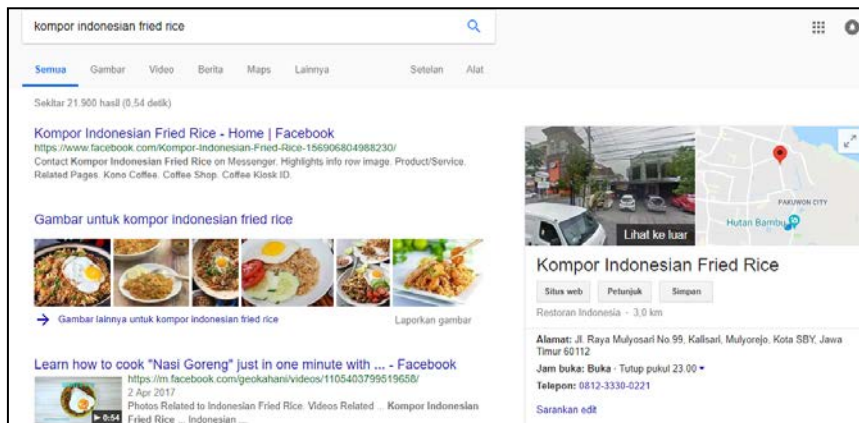 kompor indonesian fried rice
Semua Gambar Video Berita Maps Lainnya Setelan Alat
Sekitar 21.900 hasil (0,54 detik)
Kompor Indonesian Fried Rice - Home | Facebook
https://www.facebook.com/Kompor-Indonesian-Fried-Rice-156906804988230/
Contact Kompor Indonesian Fried Rice on Messenger. Highlights info row image. Product/Service.
Related Pages. Kono Coffee. Coffee Shop. Coffee Kiosk ID.
Gambar untuk kompor indonesian fried rice
Gambar lainnya untuk kompor indonesian fried rice
Laporkan gambar
Learn how to cook "Nasi Goreng" just in one minute with ... - Facebook
https://m.facebook.com/geokahani/videos/1105403799519658/
2 Apr 2017
Photos Related to Indonesian Fried Rice. Videos Related ... Kompor Indonesian
Fried Rice ... Indonesian ...
0:54
Lihat ke luar
PAKUWON CITY
Hutan Bambu
Kompor Indonesian Fried Rice
Situs web Petunjuk Simpan
Restoran Indonesia · 3,0 km
Alamat: Jl. Raya Mulyosari No.99, Kalisari, Mulyorejo, Kota SBY, Jawa
Timur 60112
Jam buka: Buka · Tutup pukul 23.00
Telepon: 0812-3330-0221
Sarankan edit